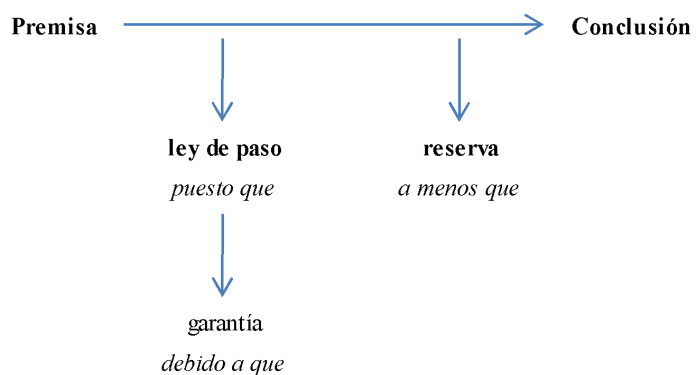 Premisa Conclusión
ley de paso reserva
puesto que a menos que
garantía
debido a que